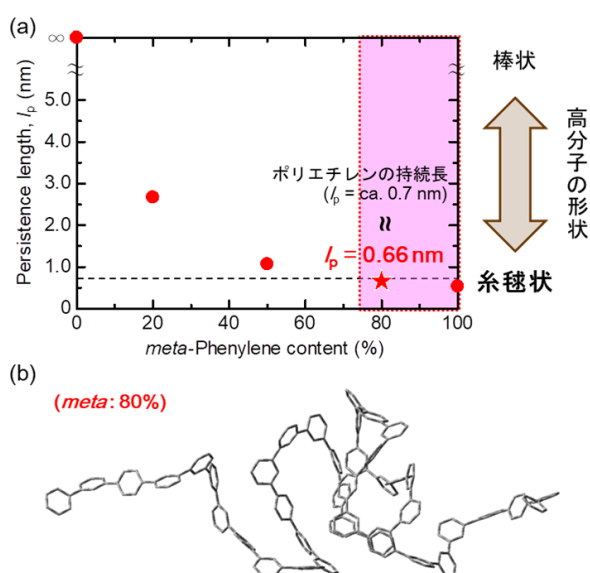 (a)
∞
5.0
4.0
3.0
2.0
1.0
0
Persistence length, lp (nm)
0 20 40 60 80 100
meta-Phenylene content (%)
ポリエチレンの持続長
(lp = ca. 0.7 nm)
≈
lp = 0.66 nm
棒状
高分子の形状
糸毬状
(b)
(meta: 80%)